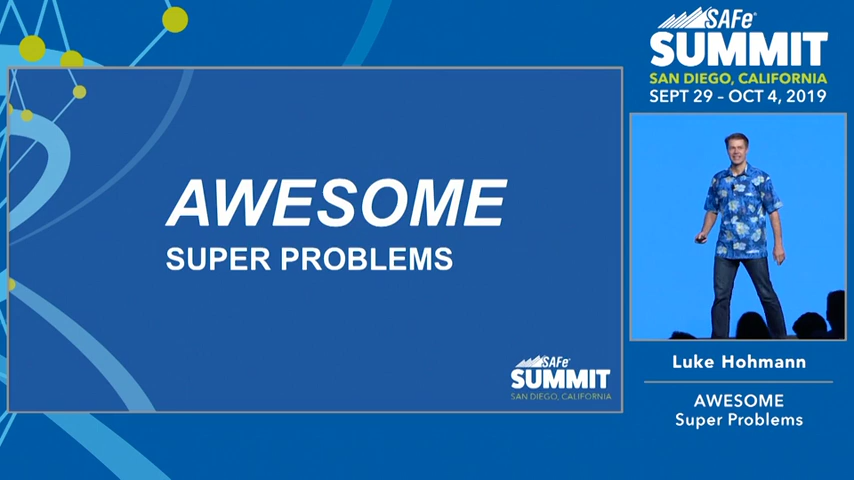 AWESOME
SUPER PROBLEMS
SAFe®
SUMMIT
SAN DIEGO, CALIFORNIA
SAFe®
SUMMIT
SAN DIEGO, CALIFORNIA
SEPT 29 – OCT 4, 2019
Luke Hohmann
AWESOME
Super Problems